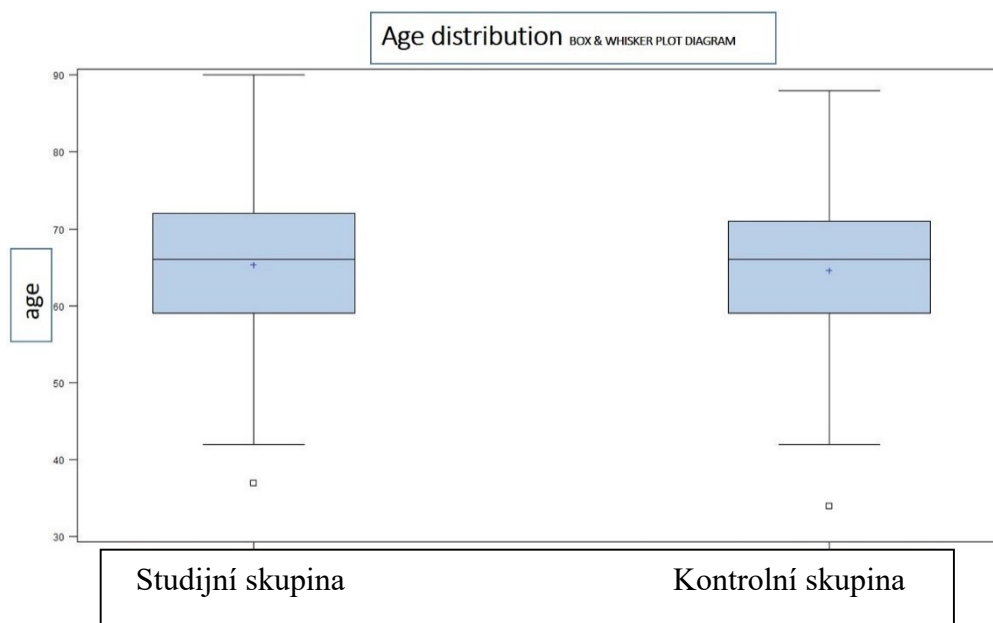 Age distribution BOX & WHISKER PLOT DIAGRAM
90
80
70
60
50
40
30
age
Studijní skupina
Kontrolní skupina